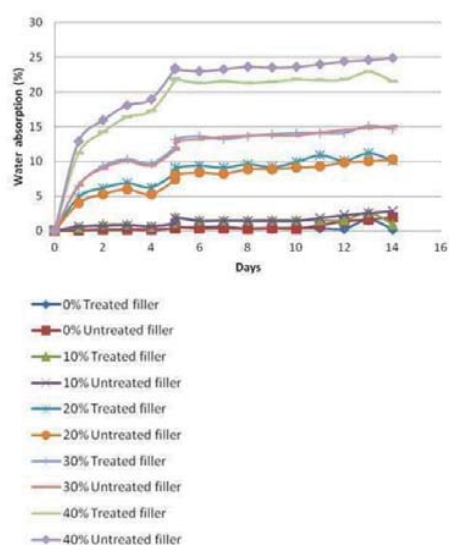 30
25
20
15
10
5
0
Water absorption (%)
0 2 4 6 8 10 12 14 16
Days
0% Treated filler
0% Untreated filler
10% Treated filler
10% Untreated filler
20% Treated filler
20% Untreated filler
30% Treated filler
30% Untreated filler
40% Treated filler
40% Untreated filler